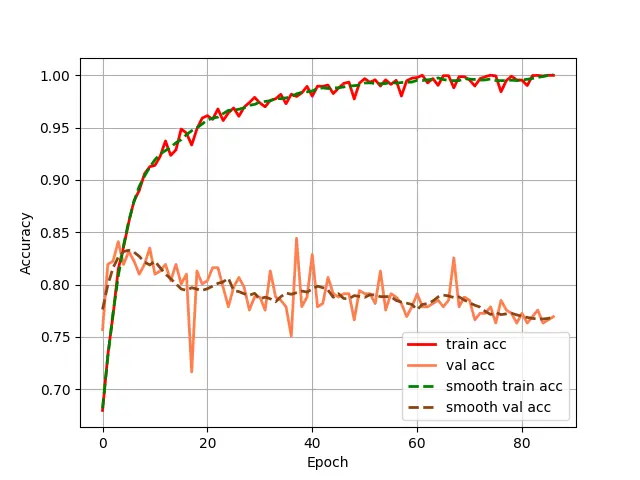 1.00
0.95
0.90
0.85
0.80
0.75
0.70
Accuracy
train acc
val acc
smooth train acc
smooth val acc
0 20 40 60 80
Epoch